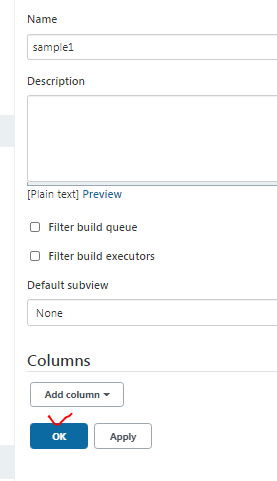 Name
sample1
Description
[Plain text] Preview
Filter build queue
Filter build executors
Default subview
None
Columns
Add column
OK Apply